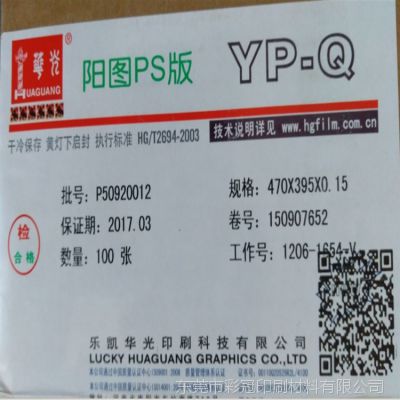 華光 HUAGUANG
阳图PS版 YP-Q
干冷保存 黄灯下启封 执行标准 HG/T2694-2003
技术说明详见 www.hgfilm.com.cn
批号: P50920012
规格: 470X395X0.15
保证期: 2017.03
卷号: 150907652
数量: 100 张
工作号: 1206-1654-V
检
合格
乐凯华光印刷科技有限公司
LUCKY HUAGUANG GRAPHICS CO.,LTD
东莞市彩冠印刷材料有限公司